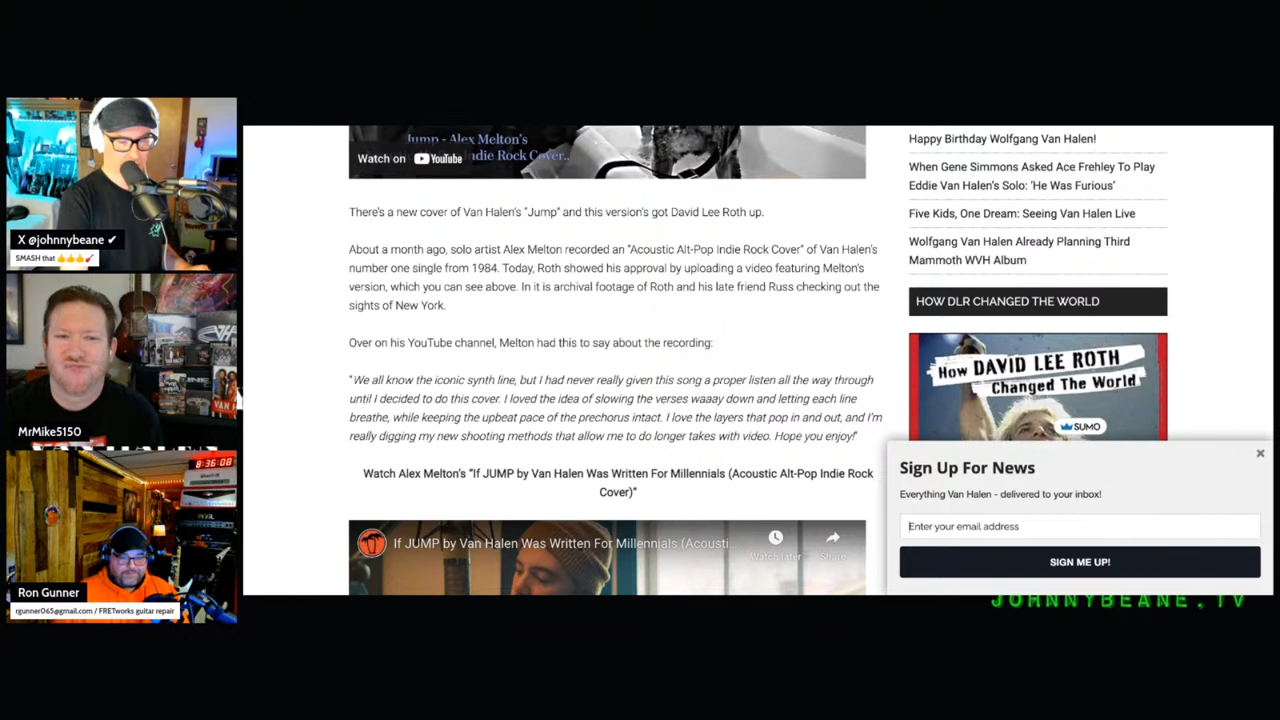 X @johnnybeane ✔
SMASH that 👍👍👍🎸
MrMike5150
8:36:08
Ron Gunner
rgunner065@gmail.com / FRETworks guitar repair
Jump - Alex Melton's
Indie Rock Cover..
Watch on YouTube
There's a new cover of Van Halen's "Jump" and this version's got David Lee Roth up.
About a month ago, solo artist Alex Melton recorded an "Acoustic Alt-Pop Indie Rock Cover" of Van Halen's
number one single from 1984. Today, Roth showed his approval by uploading a video featuring Melton's
version, which you can see above. In it is archival footage of Roth and his late friend Russ checking out the
sights of New York.
Over on his YouTube channel, Melton had this to say about the recording:
"We all know the iconic synth line, but I had never really given this song a proper listen all the way through
until I decided to do this cover. I loved the idea of slowing the verses waaay down and letting each line
breathe, while keeping the upbeat pace of the prechorus intact. I love the layers that pop in and out, and I'm
really digging my new shooting methods that allow me to do longer takes with video. Hope you enjoy!"
Watch Alex Melton's "If JUMP by Van Halen Was Written For Millennials (Acoustic Alt-Pop Indie Rock
Cover)"
If JUMP by Van Halen Was Written For Millennials (Acousti...
Watch later
Share
Happy Birthday Wolfgang Van Halen!
When Gene Simmons Asked Ace Frehley To Play
Eddie Van Halen's Solo: 'He Was Furious'
Five Kids, One Dream: Seeing Van Halen Live
Wolfgang Van Halen Already Planning Third
Mammoth WVH Album
HOW DLR CHANGED THE WORLD
How DAVID LEE ROTH
Changed The World
SUMO
Sign Up For News
Everything Van Halen - delivered to your inbox!
Enter your email address
SIGN ME UP!
JOHNNYBEANE.TV